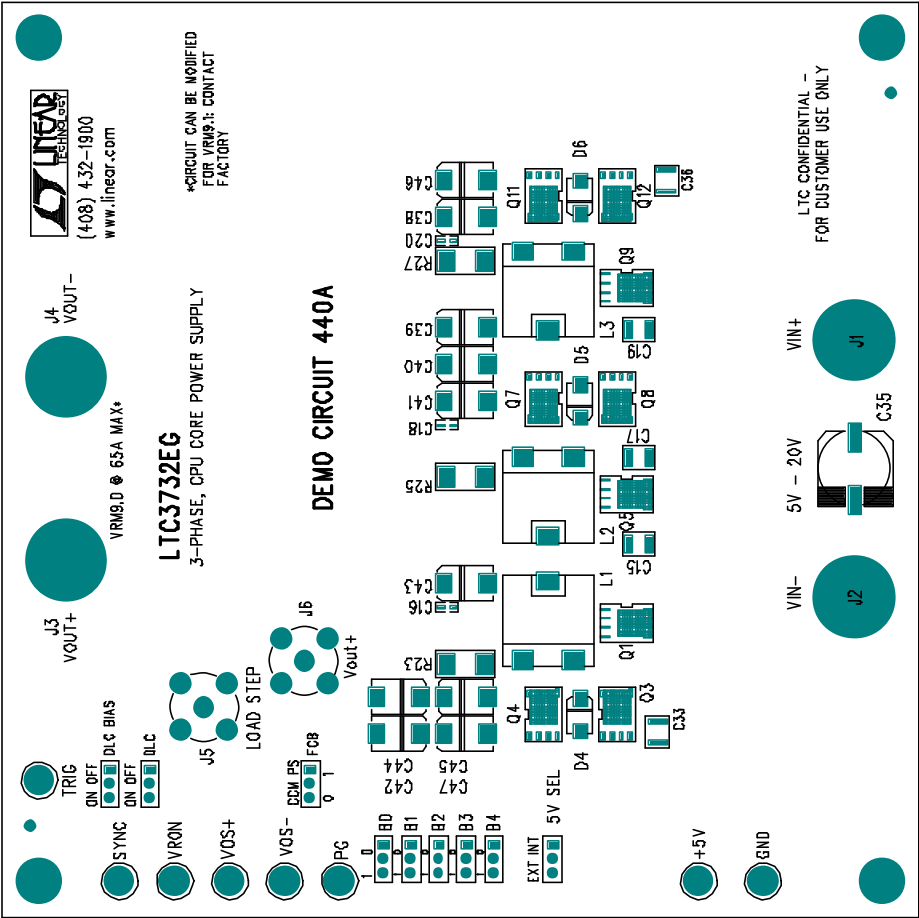 LINEAR
TECHNOLOGY
(408) 432-1900
www.linear.com
*CIRCUIT CAN BE MODIFIED
FOR VRM9.1: CONTACT
FACTORY
J4
VOUT-
J3
VOUT+
VRM9.0 @ 65A MAX*
LTC3732EG
3-PHASE, CPU CORE POWER SUPPLY
DEMO CIRCUIT 440A
LTC CONFIDENTIAL -
FOR CUSTOMER USE ONLY
TRIG
ON OFF
DLC BIAS
ON OFF
DLC
J5
LOAD STEP
J6
Vout+
CCM PS
FCB
0 1
SYNC
VRON
VOS+
VOS-
PG
1 0
B0
B1
B2
B3
B4
EXT INT
5V SEL
+5V
GND
C46
C38
C20
R27
C39
C40
C41
C18
R25
C43
C16
R23
C44
C42
C45
C47
Q11
D6
Q12
C36
Q9
L3
C19
Q7
D5
Q8
C17
Q5
L2
C15
L1
Q1
Q4
D4
Q3
C33
VIN+
J1
5V - 20V
C35
VIN-
J2